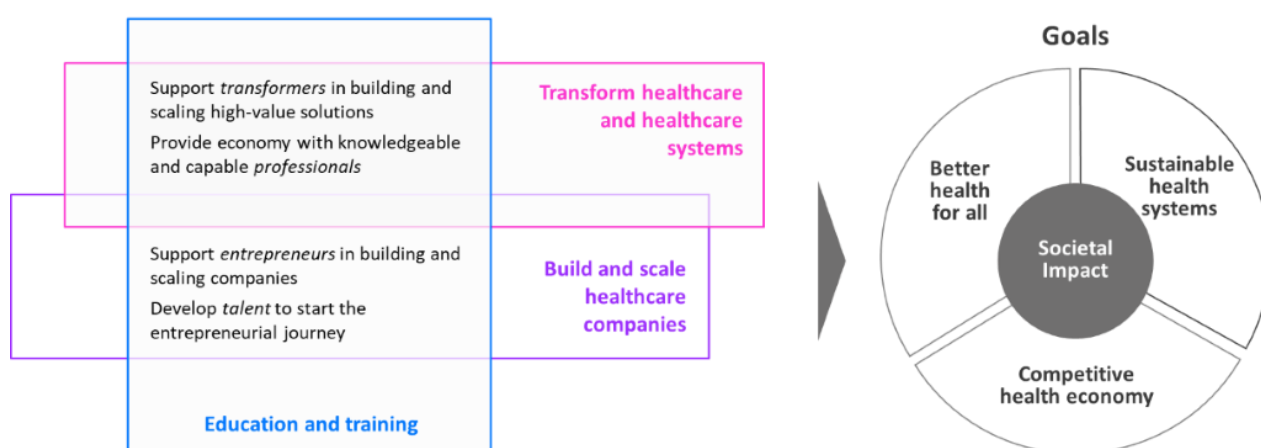 Support transformers in building and
scaling high-value solutions
Provide economy with knowledgeable
and capable professionals
Transform healthcare
and healthcare
systems
Support entrepreneurs in building and
scaling companies
Develop talent to start the
entrepreneurial journey
Build and scale
healthcare
companies
Education and training
Goals
Better
health
for all
Sustainable
health
systems
Societal
Impact
Competitive
health economy